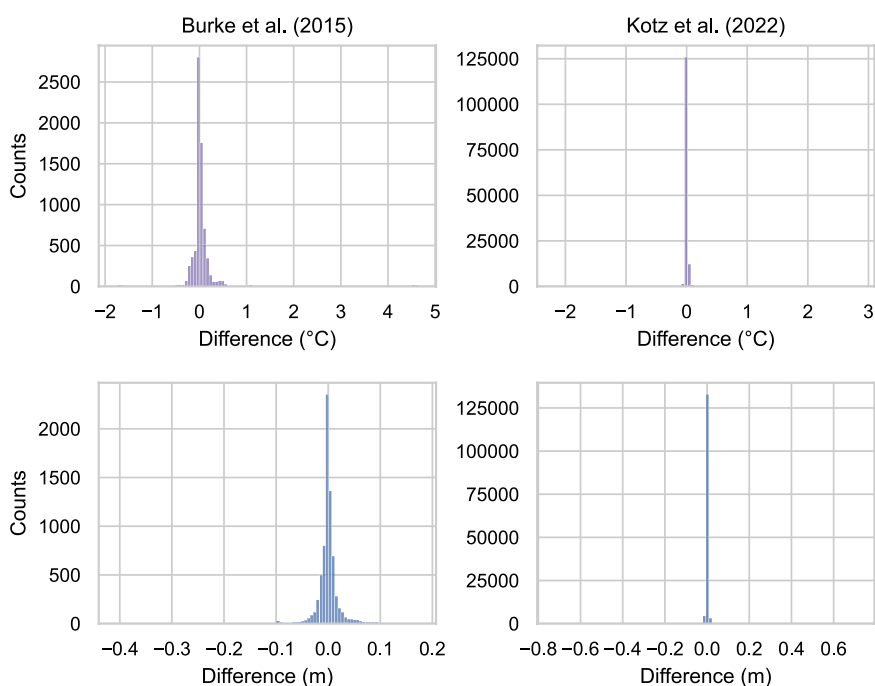 Burke et al. (2015)
Kotz et al. (2022)
Counts
2500
2000
1500
1000
500
0
−2 −1 0 1 2 3 4 5
Difference (°C)
125000
100000
75000
50000
25000
0
−2 −1 0 1 2 3
Difference (°C)
Counts
2000
1500
1000
500
0
−0.4 −0.3 −0.2 −0.1 0.0 0.1 0.2
Difference (m)
125000
100000
75000
50000
25000
0
−0.8 −0.6 −0.4 −0.2 0.0 0.2 0.4 0.6
Difference (m)